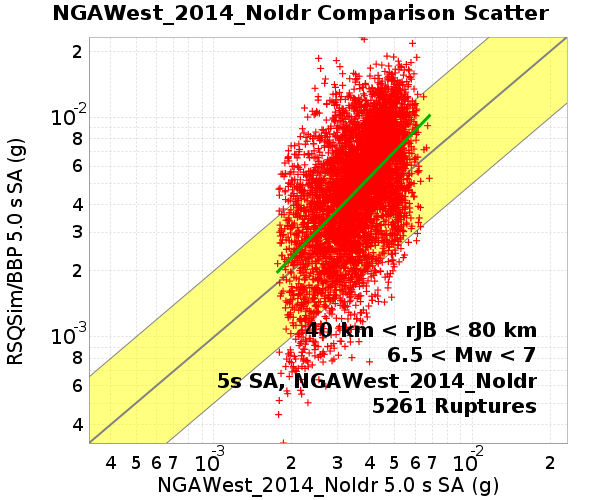 NGAWest_2014_NoIdr Comparison Scatter
RSQSim/BBP 5.0 s SA (g)
2
10-2
8
6
4
3
2
10-3
8
6
4
40 km < rJB < 80 km
6.5 < Mw < 7
5s SA, NGAWest_2014_NoIdr
5261 Ruptures
4 5 6 7 10-3 2 3 4 5 6 7 10-2 2
NGAWest_2014_NoIdr 5.0 s SA (g)